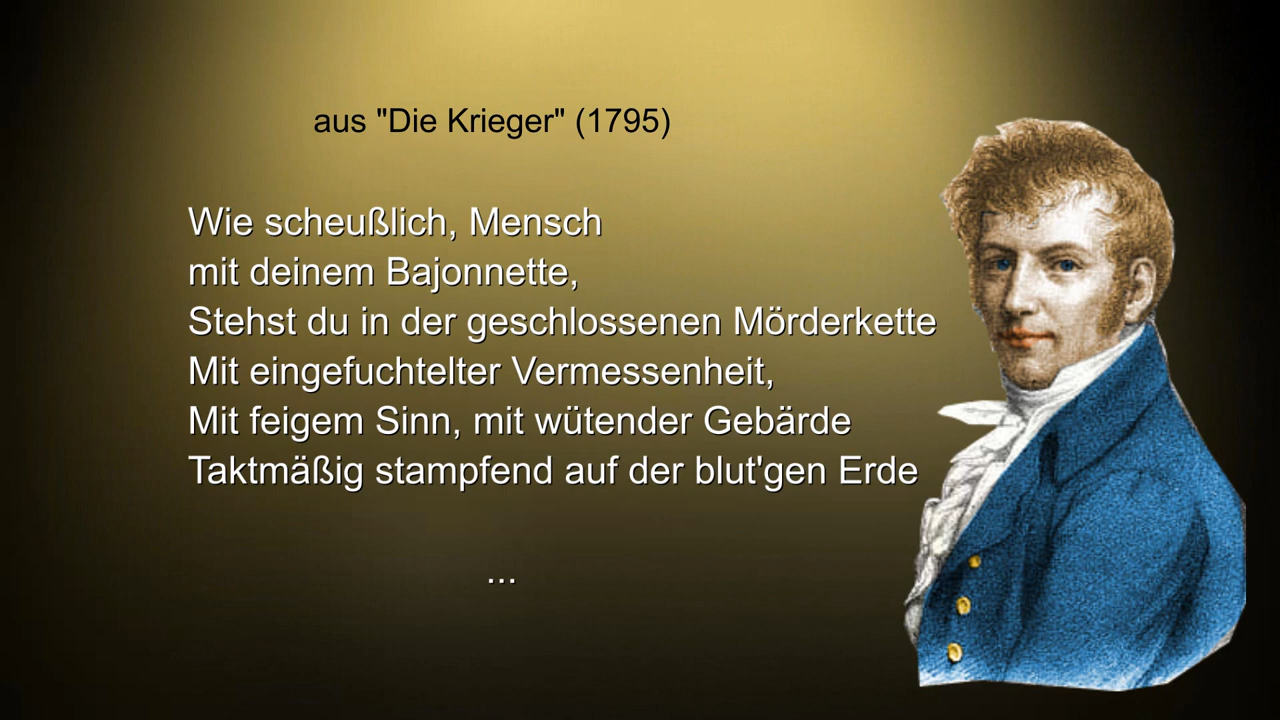 aus "Die Krieger" (1795)
Wie scheußlich, Mensch
mit deinem Bajonnette,
Stehst du in der geschlossenen Mörderkette
Mit eingefuchtelter Vermessenheit,
MIt feigem Sinn, mit wütender Gebärde
Taktmäßig stampfend auf der blut'gen Erde
...